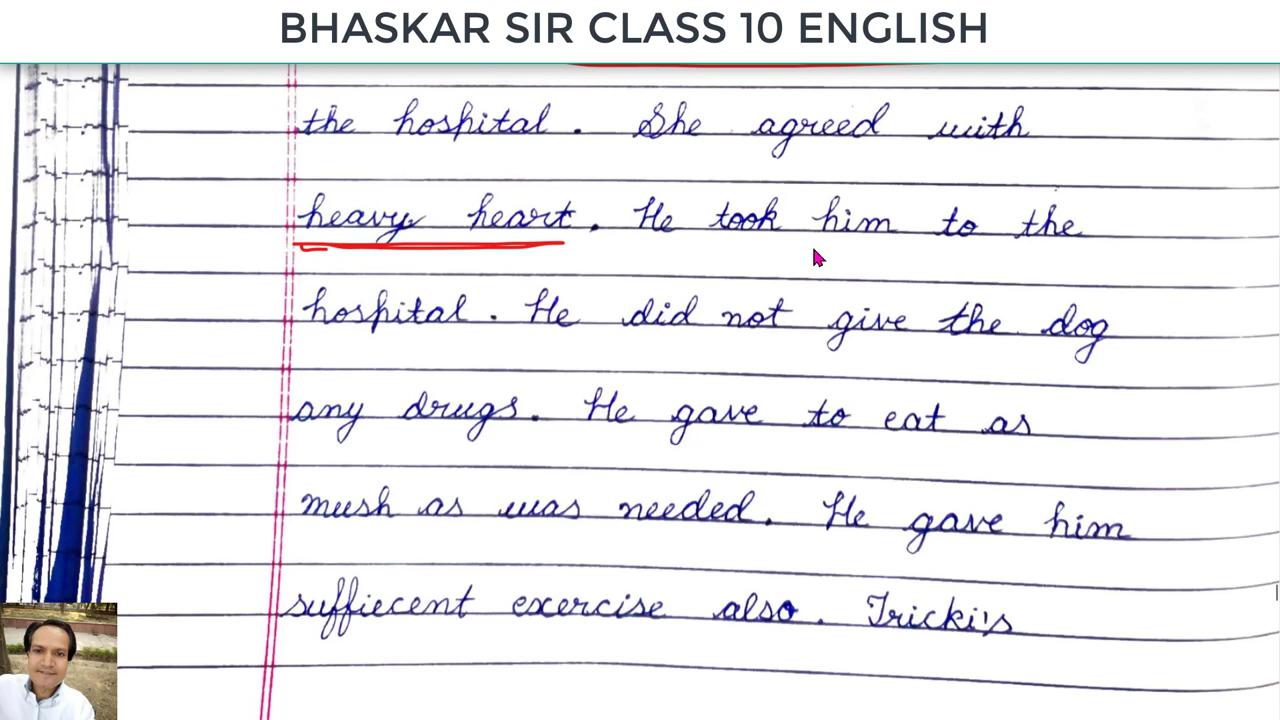 BHASKAR SIR CLASS 10 ENGLISH
the hospital. She agreed with
heavy heart. He took him to the
hospital. He did not give the dog
any drugs. He gave to eat as
mush as was needed. He gave him
suffiecent exercise also. Tricki's